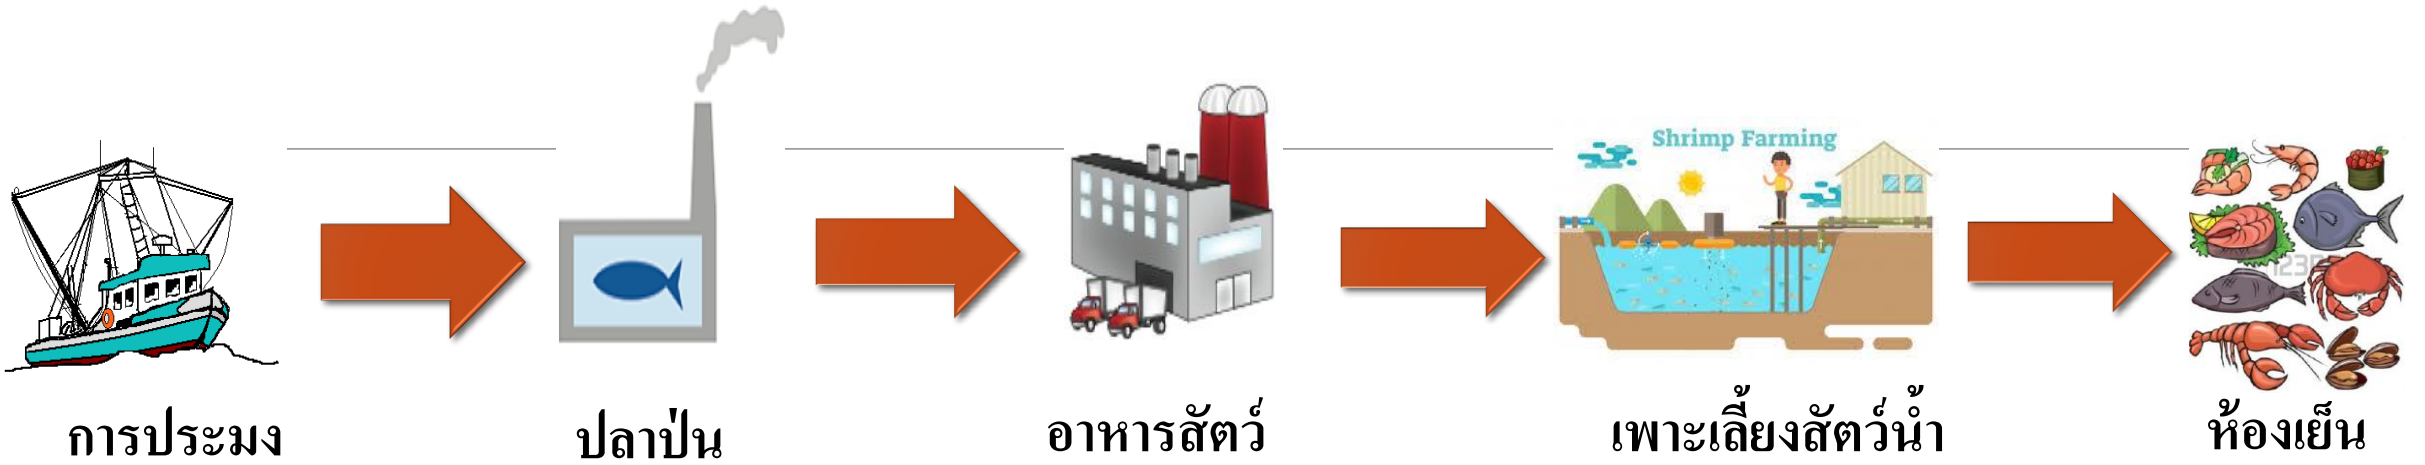 Shrimp Farming
การประมง
ปลาป่น
อาหารสัตว์
เพาะเลี้ยงสัตว์น้ำ
ห้องเย็น